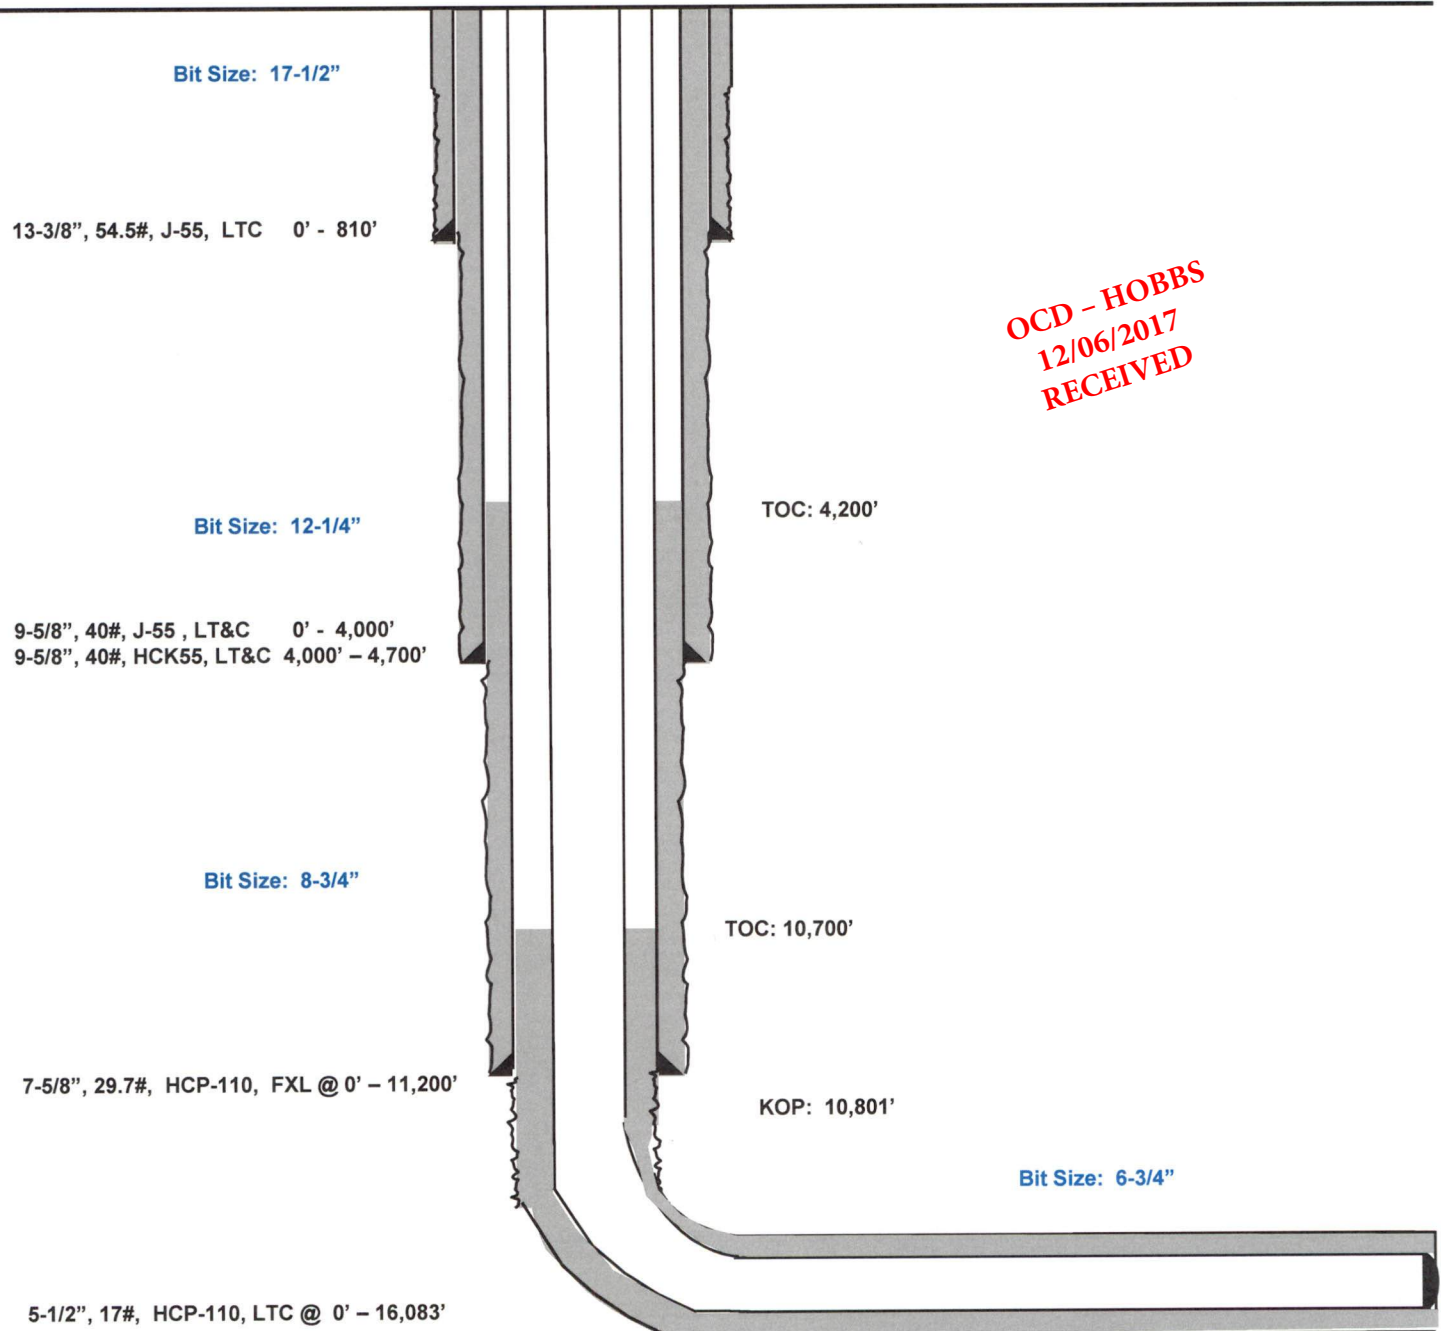 Bit Size: 17-1/2”
13-3/8”, 54.5#, J-55, LTC 0’ - 810’
OCD – HOBBS
12/06/2017
RECEIVED
TOC: 4,200’
Bit Size: 12-1/4”
9-5/8”, 40#, J-55 , LT&C 0’ - 4,000’
9-5/8”, 40#, HCK55, LT&C 4,000’ – 4,700’
Bit Size: 8-3/4”
TOC: 10,700’
7-5/8”, 29.7#, HCP-110, FXL @ 0’ – 11,200’
KOP: 10,801’
Bit Size: 6-3/4”
5-1/2”, 17#, HCP-110, LTC @ 0’ – 16,083’